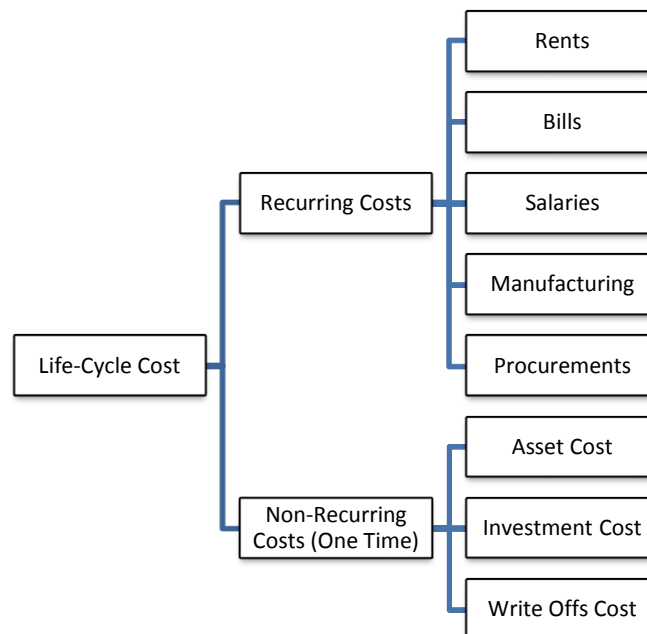 Life-Cycle Cost
Recurring Costs
Rents
Bills
Salaries
Manufacturing
Procurements
Non-Recurring
Costs (One Time)
Asset Cost
Investment Cost
Write Offs Cost